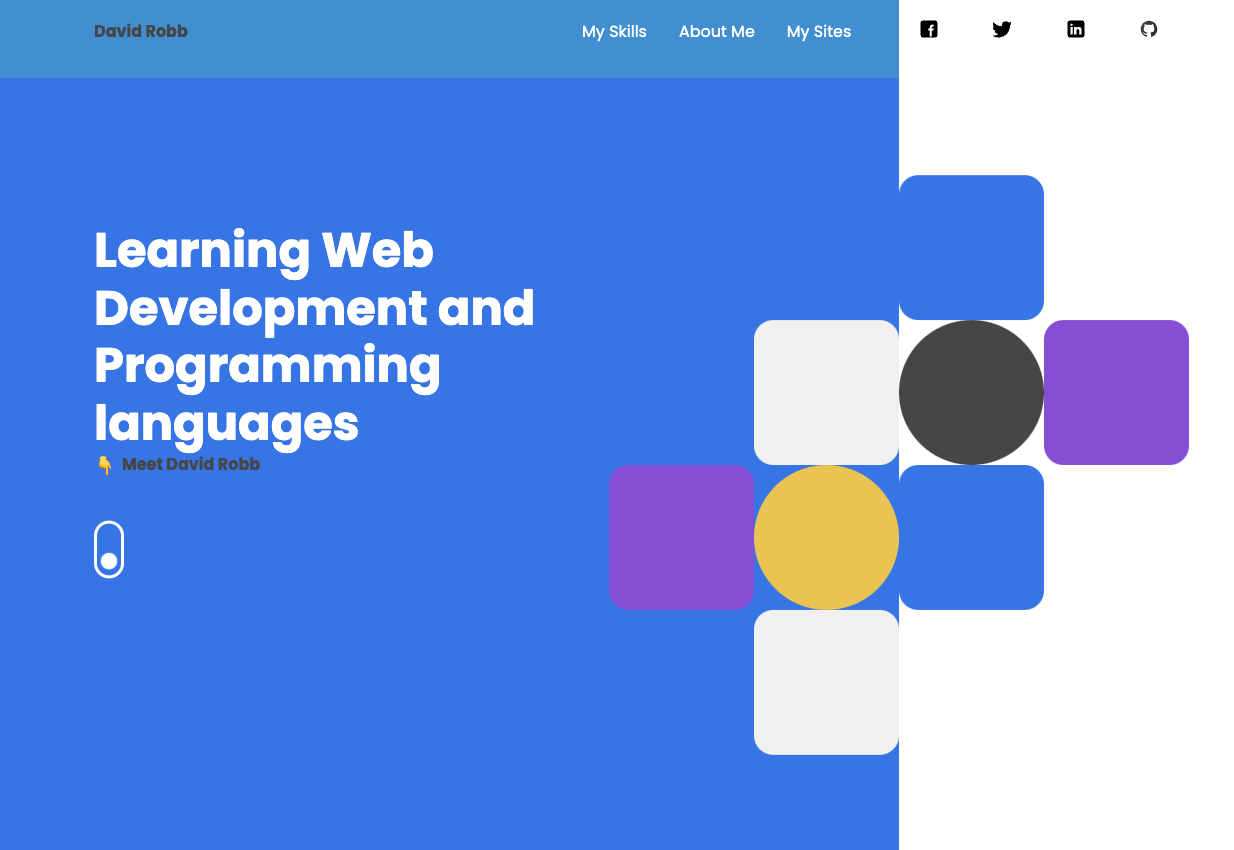 David Robb
My Skills
About Me
My Sites
Learning Web
Development and
Programming
languages
👇 Meet David Robb